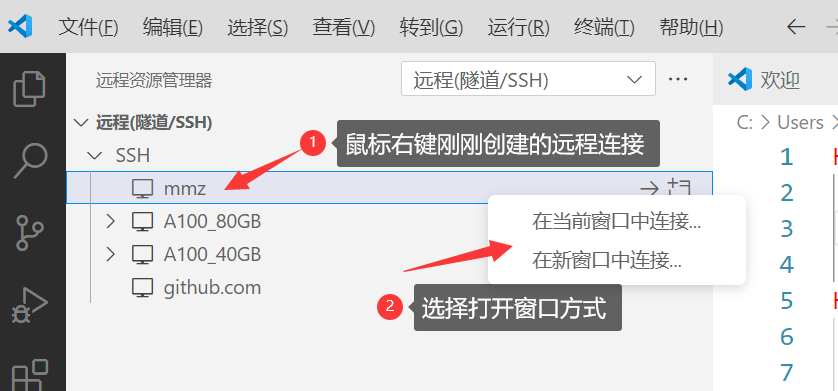 文件(F) 编辑(E) 选择(S) 查看(V) 转到(G) 运行(R) 终端(T) 帮助(H)
远程资源管理器 远程(隧道/SSH)
欢迎
远程(隧道/SSH)
C: > Users
1 鼠标右键刚刚创建的远程连接
SSH
mmz
A100_80GB
A100_40GB
github.com
在当前窗口中连接...
在新窗口中连接...
2 选择打开窗口方式
1
2
3
4
5
6
7